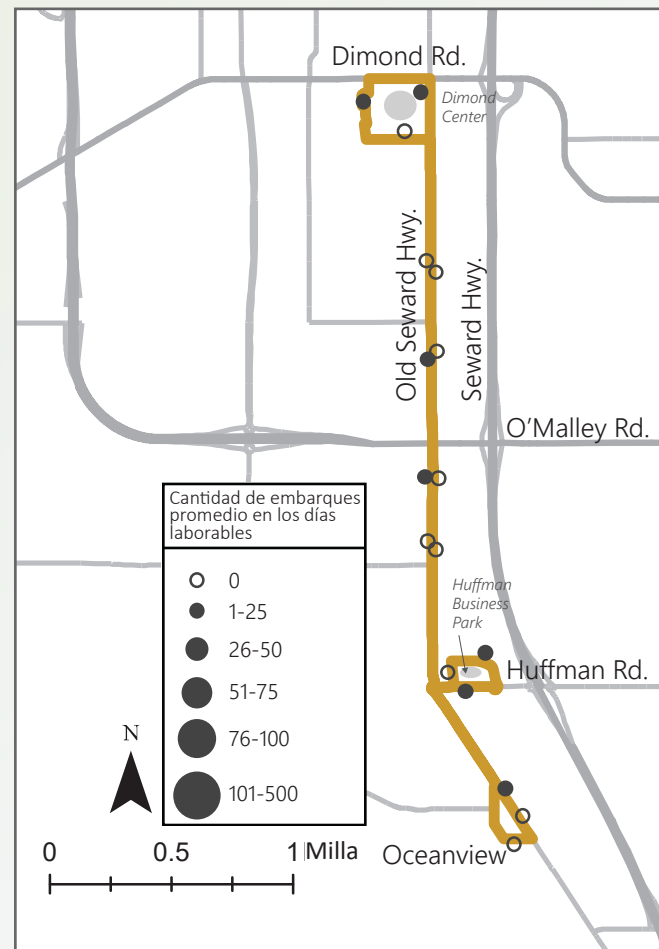 Dimond Rd.
Dimond
Center
Old Seward Hwy.
Seward Hwy.
O'Malley Rd.
Cantidad de embarques
promedio en los días
laborables
0
1-25
26-50
51-75
76-100
101-500
Huffman
Business
Park
Huffman Rd.
N
0 0.5 1 Milla
Oceanview